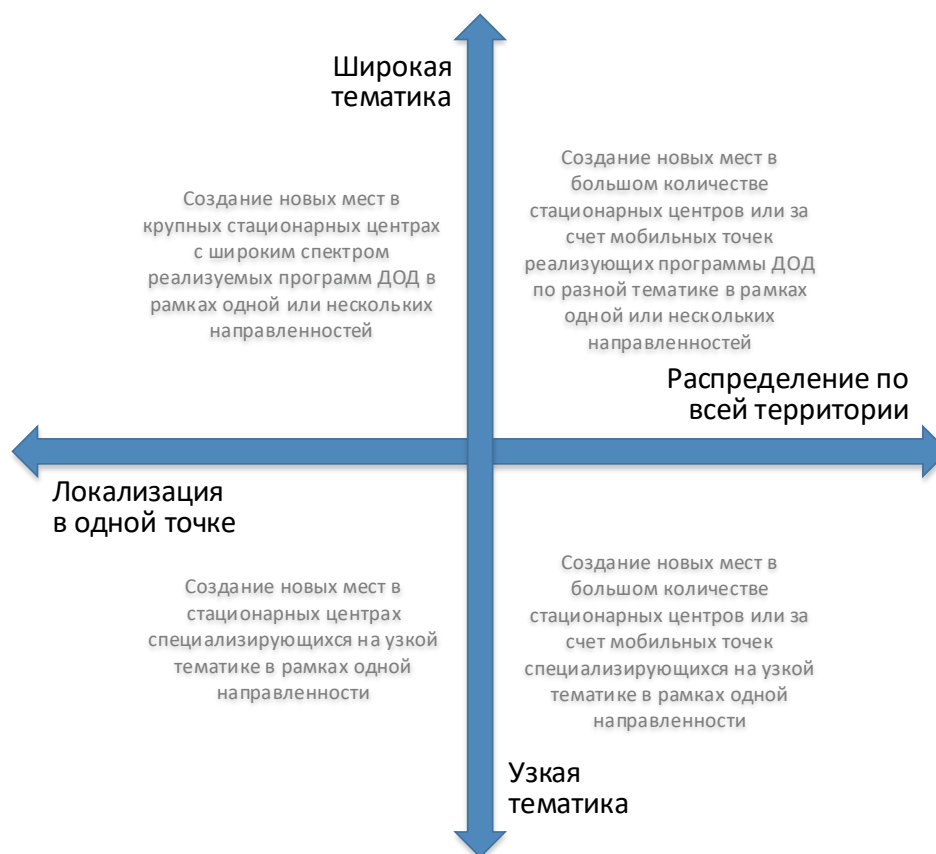 Широкая
тематика
Создание новых мест в
крупных стационарных центрах
с широким спектром
реализуемых программ ДОД в
рамках одной или нескольких
направленностей
Создание новых мест в
большом количестве
стационарных центров или за
счет мобильных точек
реализующих программы ДОД
по разной тематике в рамках
одной или нескольких
направленностей
Распределение по
всей территории
Локализация
в одной точке
Создание новых мест в
стационарных центрах
специализирующихся на узкой
тематике в рамках одной
направленности
Создание новых мест в
большом количестве
стационарных центров или за
счет мобильных точек
специализирующихся на узкой
тематике в рамках одной
направленности
Узкая
тематика